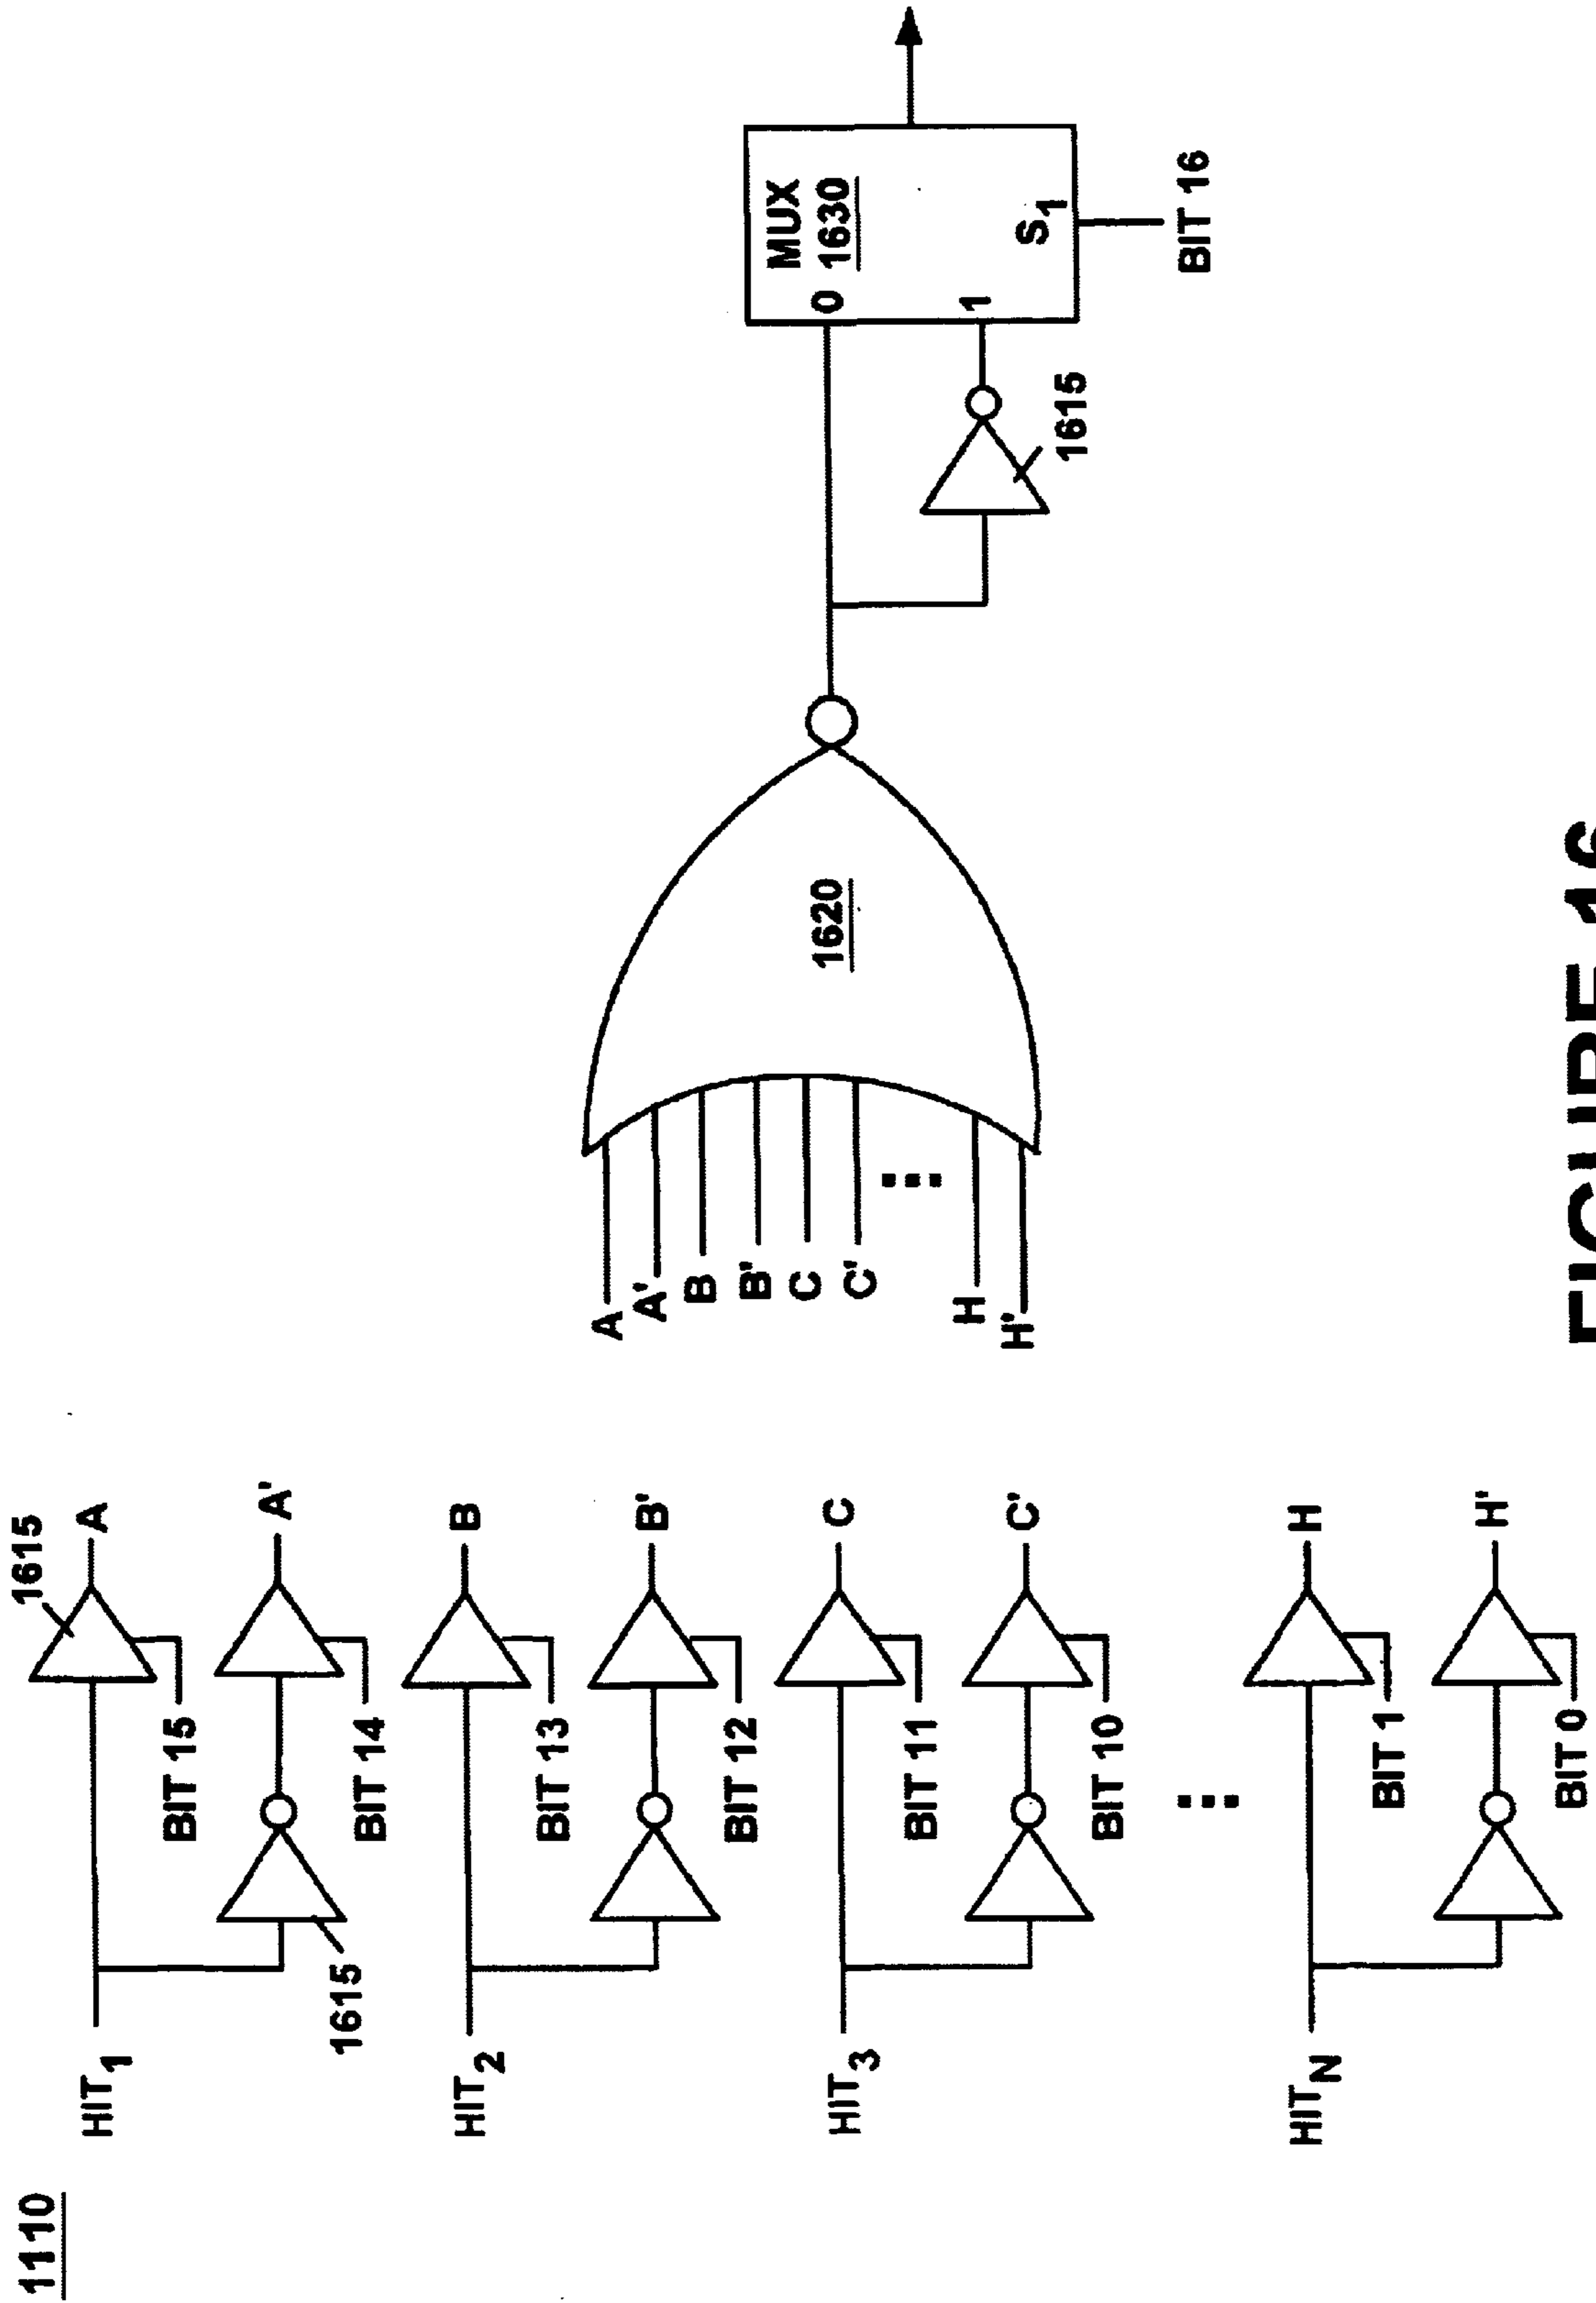 1110
HIT1
1615
1615
A
BIT 15
A'
BIT 14
HIT2
B
BIT 13
B'
BIT 12
HIT3
C
BIT 11
C'
BIT 10
HITN
H
BIT 1
H'
BIT 0
A
A'
B
B'
C
C'
H
H'
1620
1615
MUX
1630
0
1
S1
BIT 16
FIGURE 16